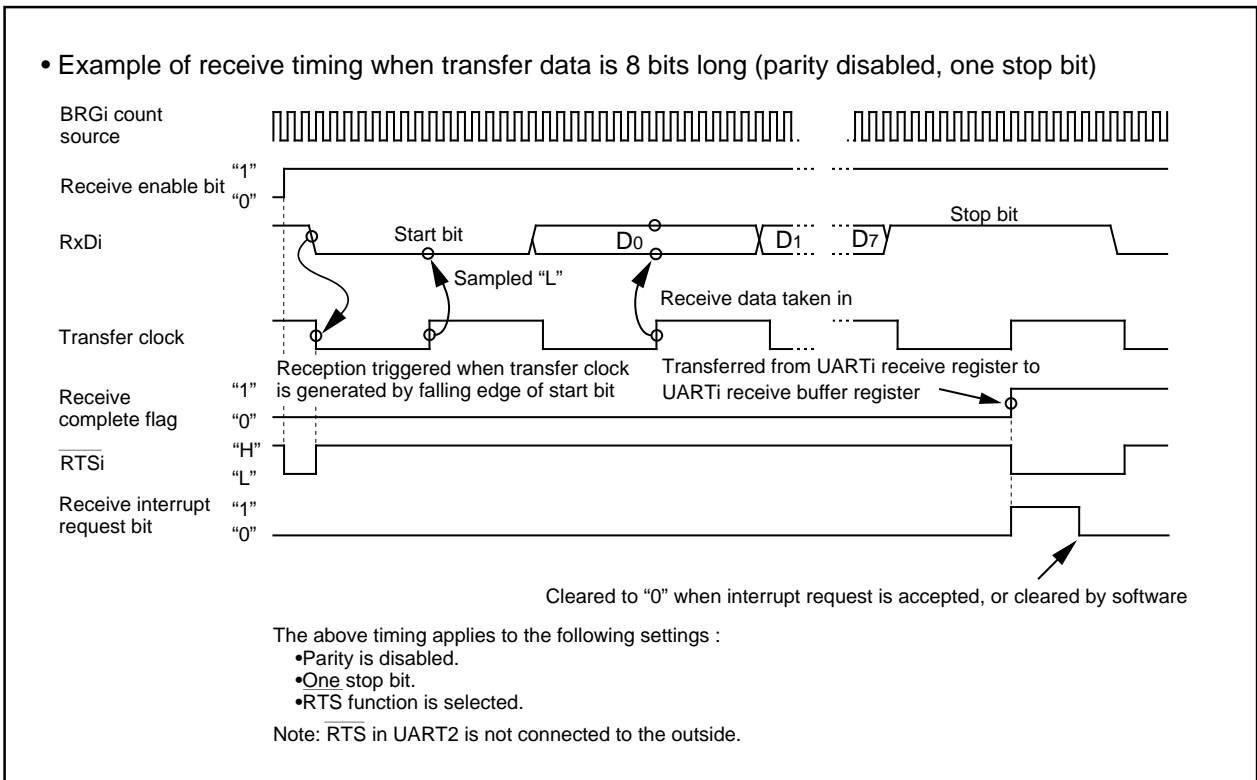 • Example of receive timing when transfer data is 8 bits long (parity disabled, one stop bit)
BRGi count
source
Receive enable bit
“1”
“0”
RxDi
Start bit
D0
D1
D7
Stop bit
Sampled “L”
Receive data taken in
Transfer clock
Reception triggered when transfer clock
is generated by falling edge of start bit
Transferred from UARTi receive register to
UARTi receive buffer register
Receive
complete flag
“1”
“0”
RTSi
“H”
“L”
Receive interrupt
request bit
“1”
“0”
Cleared to “0” when interrupt request is accepted, or cleared by software
The above timing applies to the following settings :
•Parity is disabled.
•One stop bit.
•RTS function is selected.
Note: RTS in UART2 is not connected to the outside.